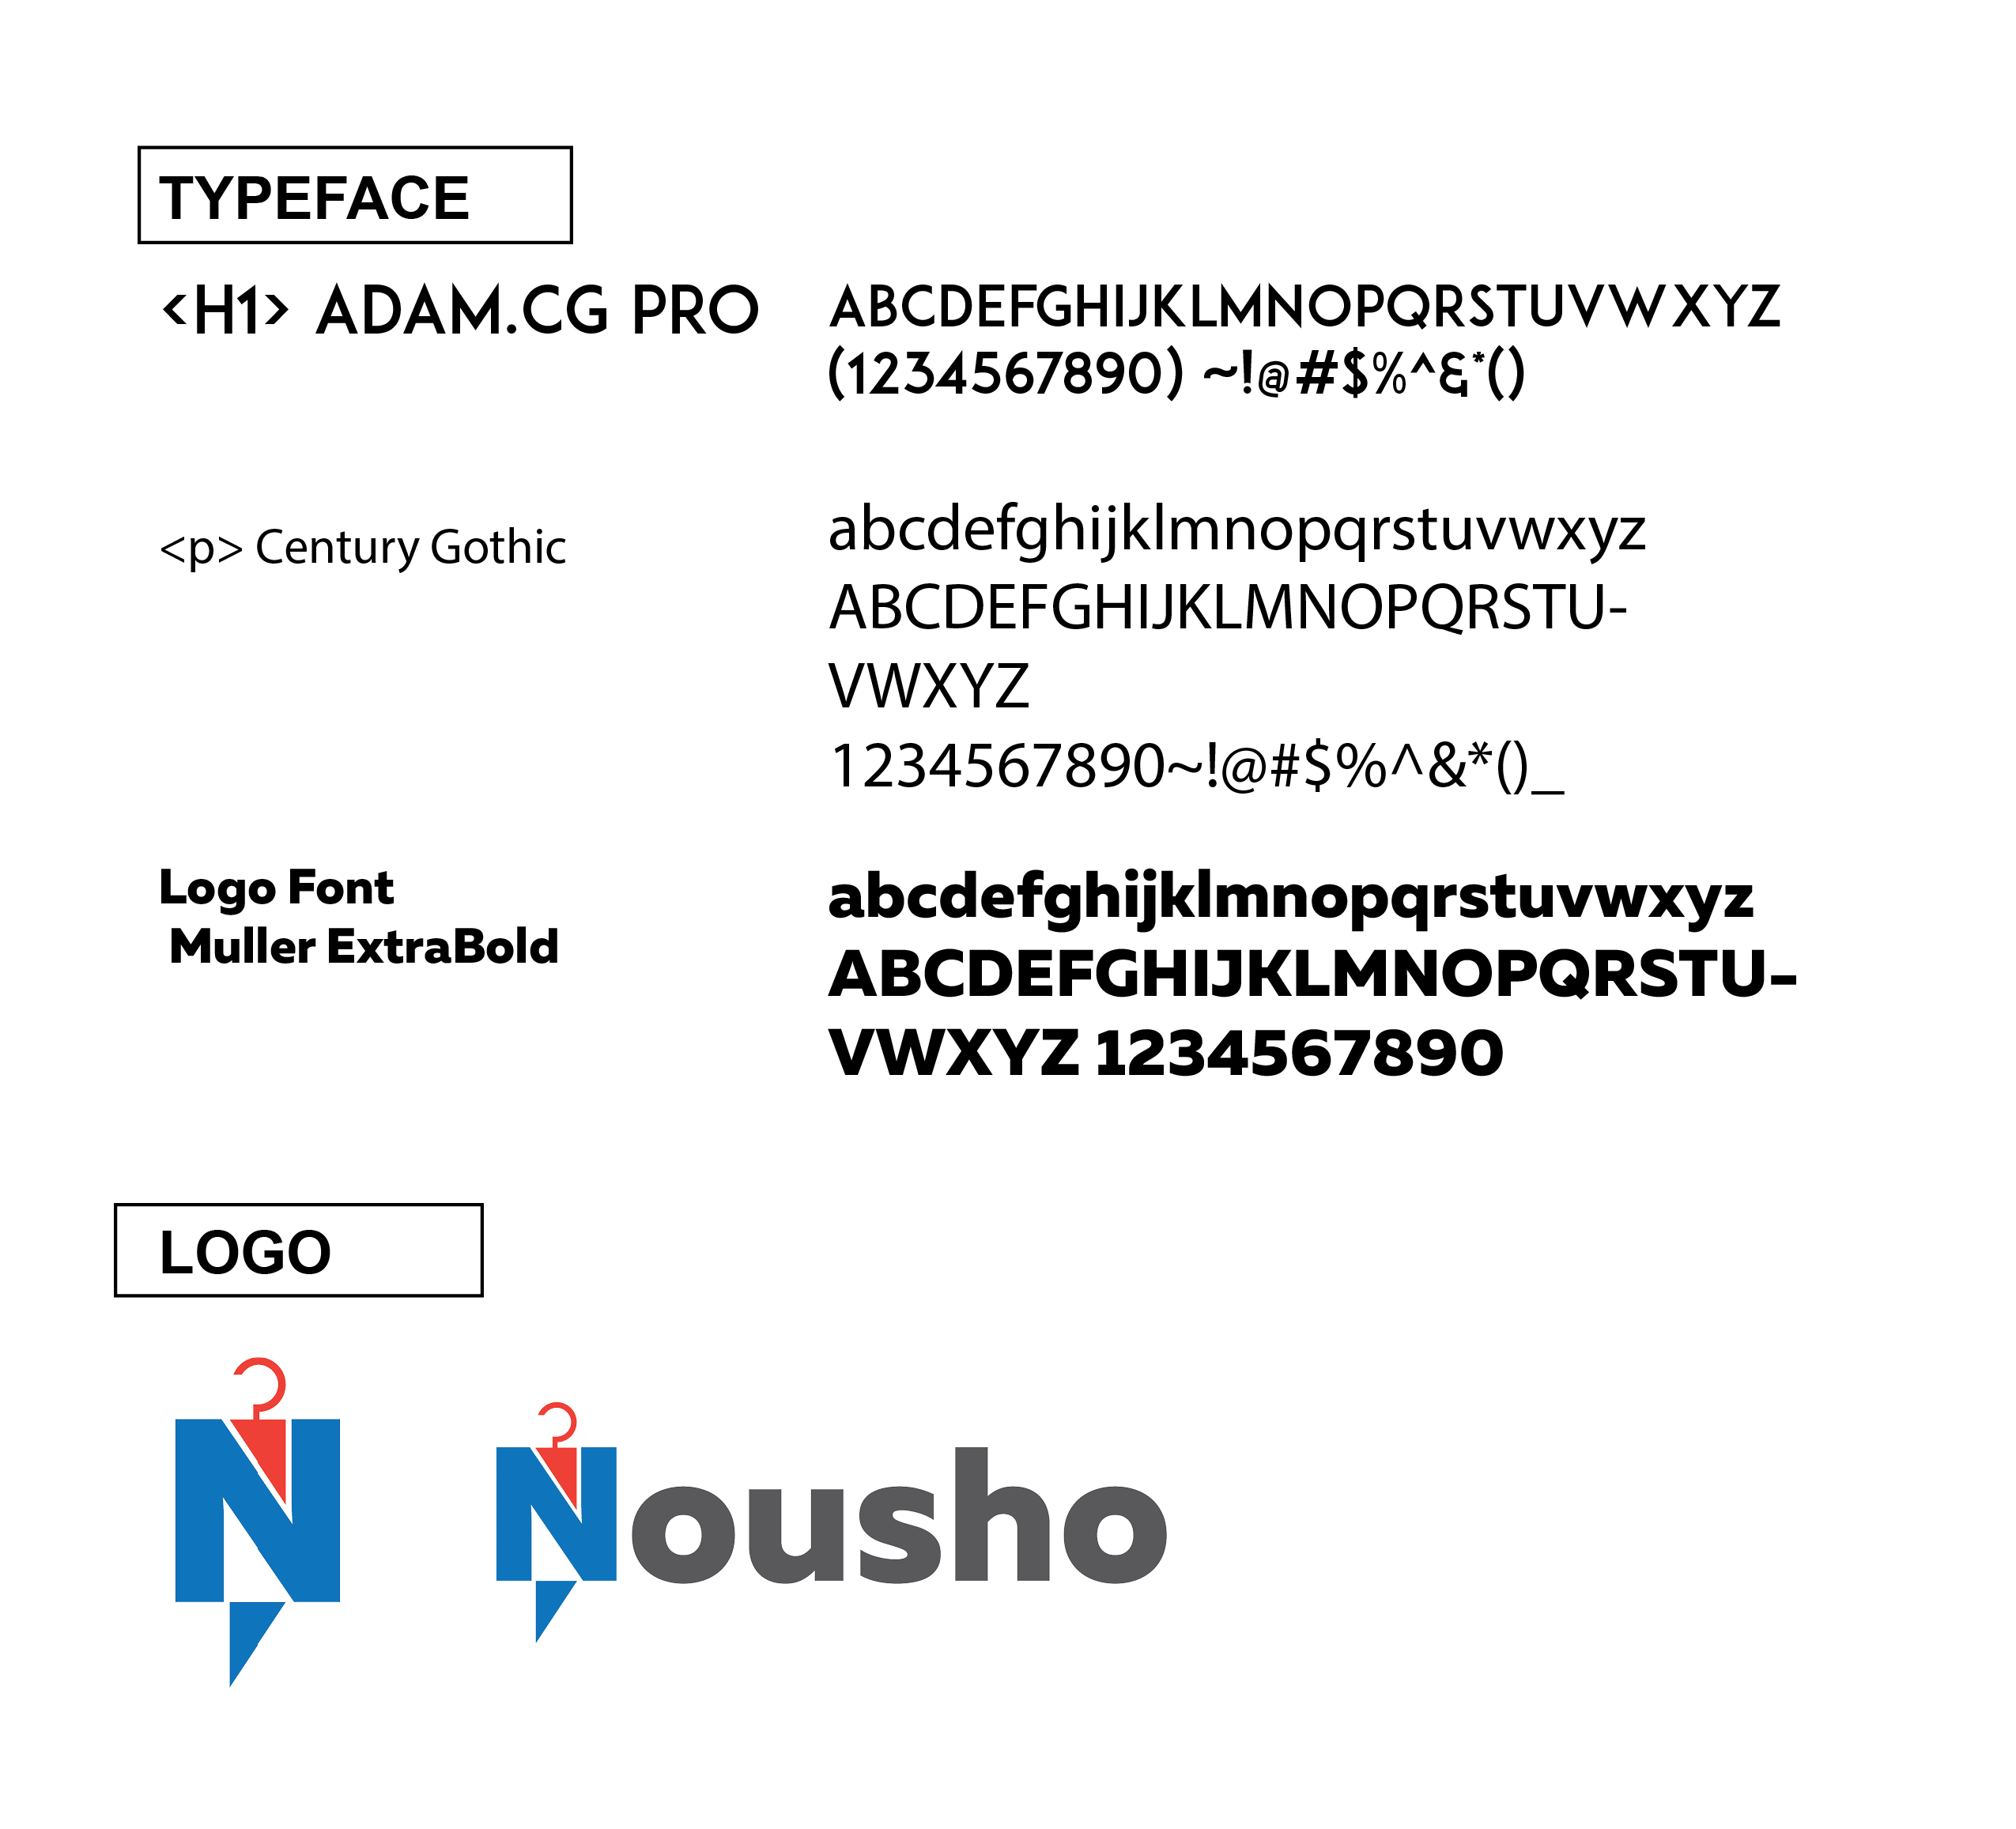 TYPEFACE
<H1> ADAM.CG PRO
ABCDEFGHIJKLMNOPQRSTUVWXYZ
(1234567890) ~!@#$%^&*()
<p> Century Gothic
abcdefghijklmnopqrstuvwxyz
ABCDEFGHIJKLMNOPQRSTU-
VWXYZ
1234567890~!@#$%^&*()_
Logo Font
Muller ExtraBold
abcdefghijklmnopqrstuvwxyz
ABCDEFGHIJKLMNOPQRSTU-
VWXYZ 1234567890
LOGO
N
Nousho